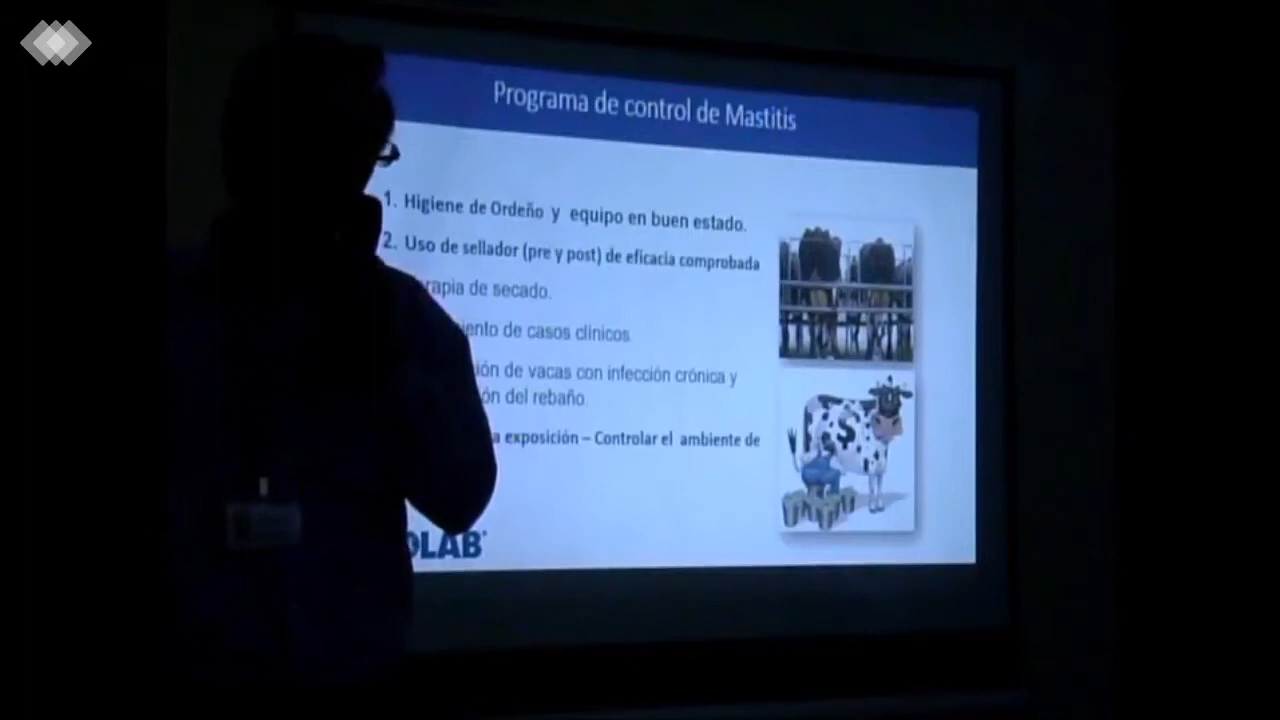 Programa de control de Mastitis
1. Higiene de Ordeño y equipo en buen estado.
2. Uso de sellador (pre y post) de eficacia comprobada
rapia de secado.
iento de casos clínicos
ión de vacas con infección crónica y
ón del rebaño
a exposición – Controlar el ambiente de
OLAB
$